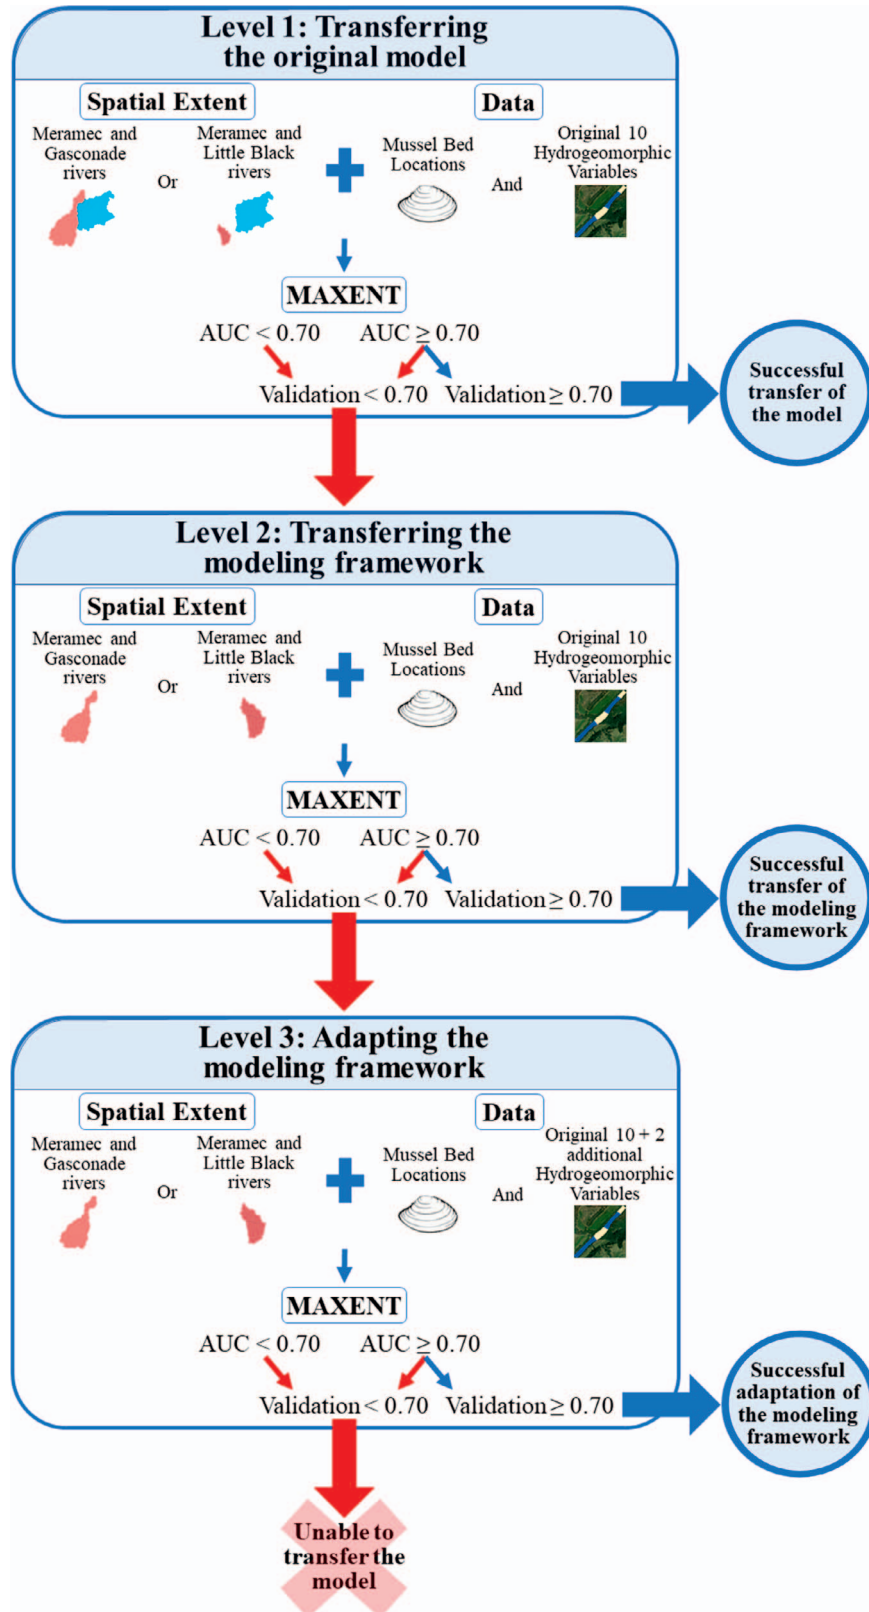 Level 1: Transferring
the original model
Spatial Extent
Data
Meramec and
Gasconade
rivers
Or
Meramec and
Little Black
rivers
Mussel Bed
Locations
And
Original 10
Hydrogeomorphic
Variables
MAXENT
AUC < 0.70 AUC ≥ 0.70
Validation < 0.70 Validation ≥ 0.70
Successful
transfer of
the model
Level 2: Transferring the
modeling framework
Spatial Extent
Data
Meramec and
Gasconade
rivers
Or
Meramec and
Little Black
rivers
Mussel Bed
Locations
And
Original 10
Hydrogeomorphic
Variables
MAXENT
AUC < 0.70 AUC ≥ 0.70
Validation < 0.70 Validation ≥ 0.70
Successful
transfer of
the modeling
framework
Level 3: Adapting the
modeling framework
Spatial Extent
Data
Meramec and
Gasconade
rivers
Or
Meramec and
Little Black
rivers
Mussel Bed
Locations
And
Original 10 + 2
additional
Hydrogeomorphic
Variables
MAXENT
AUC < 0.70 AUC ≥ 0.70
Validation < 0.70 Validation ≥ 0.70
Successful
adaptation of
the modeling
framework
Unable to
transfer the
model